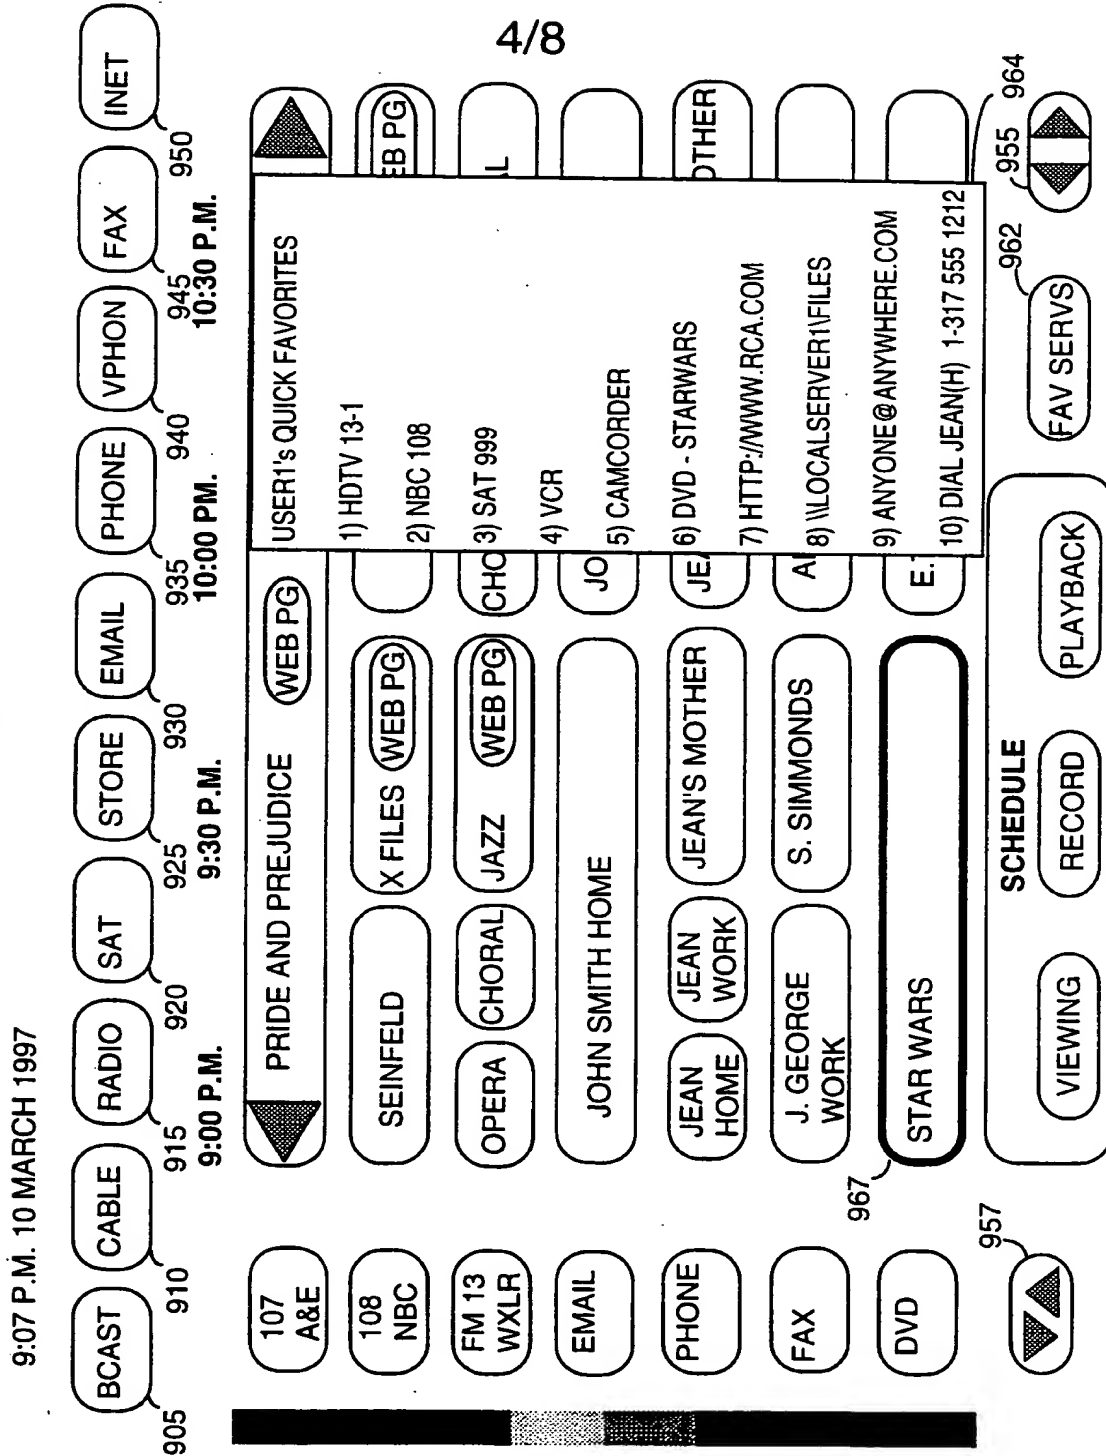 4/8
9:07 P.M. 10 MARCH 1997
BCAST CABLE RADIO SAT STORE EMAIL PHONE VPHON FAX INET
905 910 915 920 925 930 935 940 945 950
9:00 P.M. 9:30 P.M. 10:00 PM. 10:30 P.M.
107 A&E
PRIDE AND PREJUDICE WEB PG
108 NBC
SEINFELD X FILES WEB PG EB PG
FM 13 WXLR
OPERA CHORAL JAZZ WEB PG CHO AL
EMAIL
JOHN SMITH HOME JO
PHONE
JEAN HOME JEAN WORK JEAN'S MOTHER JEA OTHER
FAX
J. GEORGE WORK S. SIMMONDS A
DVD
STAR WARS E.
967
USER1's QUICK FAVORITES
1) HDTV 13-1
2) NBC 108
3) SAT 999
4) VCR
5) CAMCORDER
6) DVD - STARWARS
7) HTTP://WWW.RCA.COM
8) \\LOCALSERVER1\FILES
9) ANYONE@ANYWHERE.COM
10) DIAL JEAN(H) 1-317 555 1212
964
957
SCHEDULE
VIEWING RECORD PLAYBACK
FAV SERVS
962
955